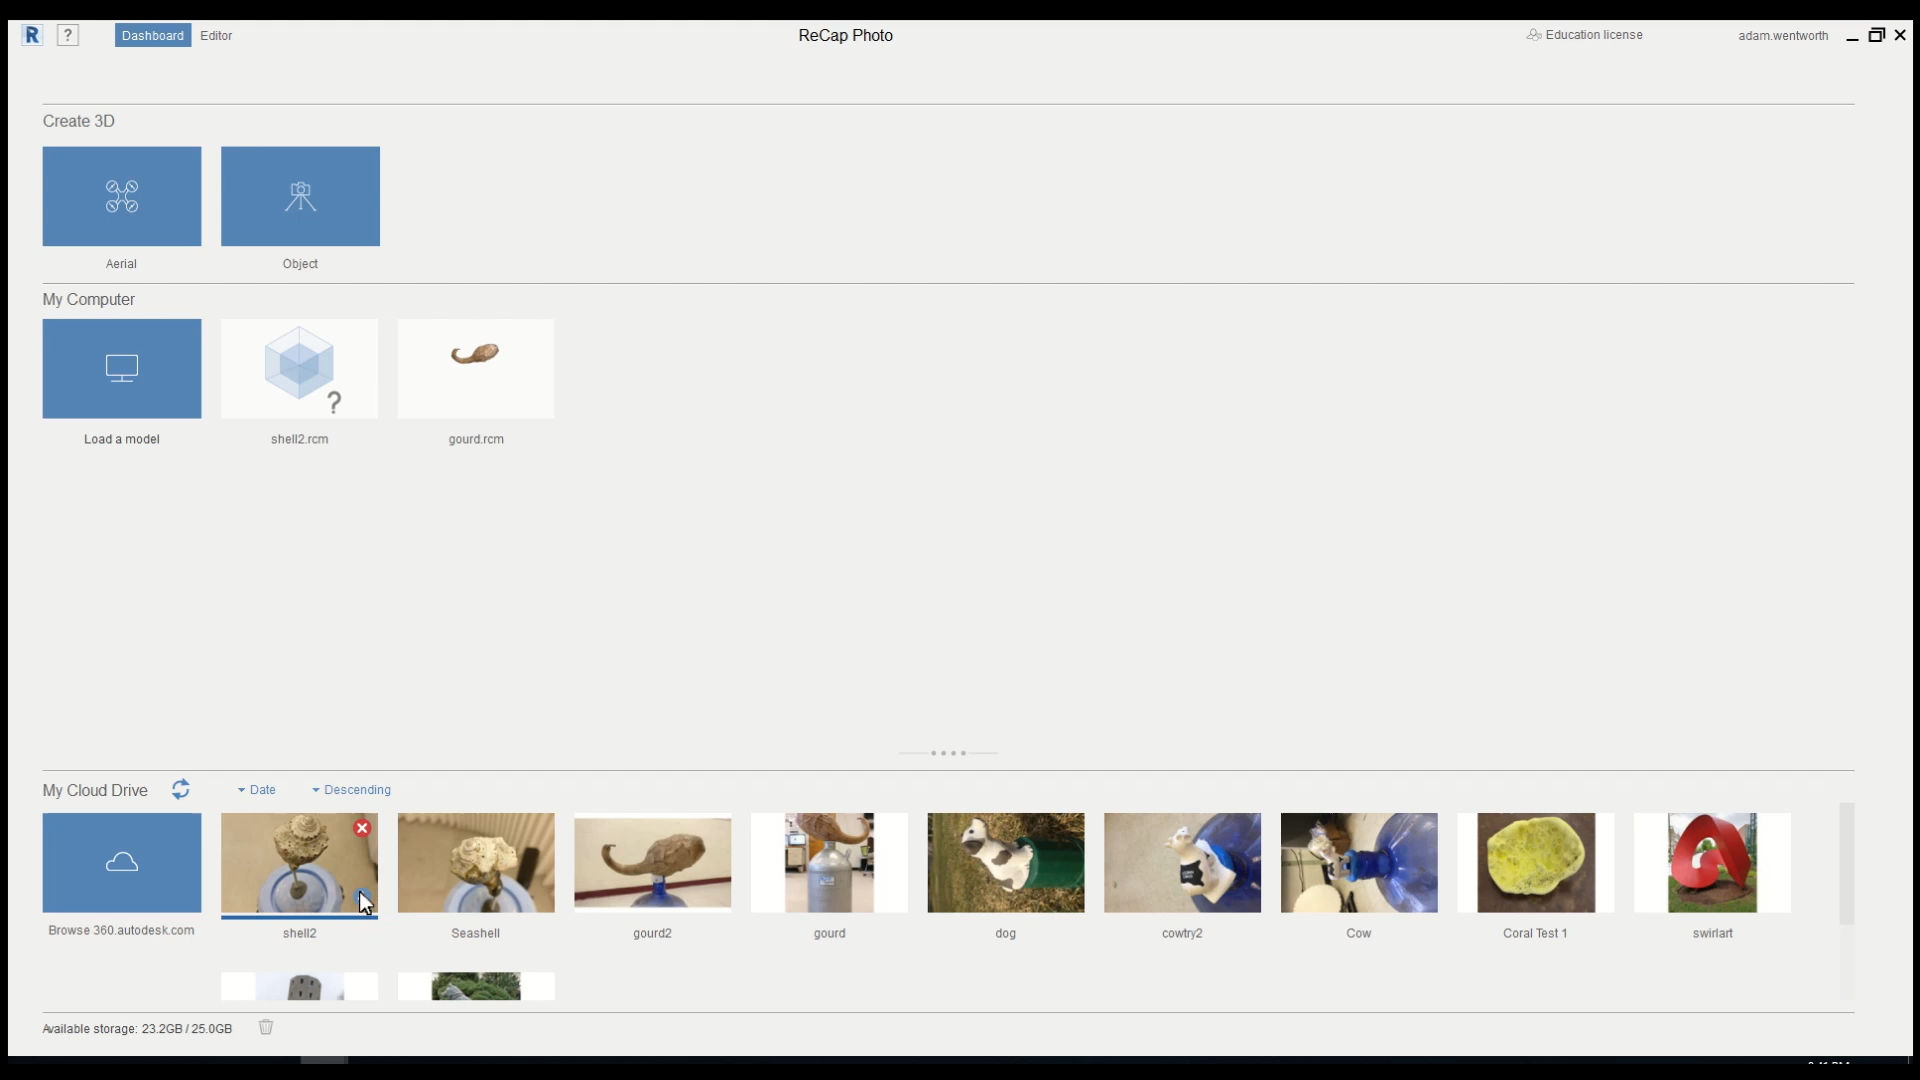 R ? Dashboard Editor ReCap Photo Education license adam.wentworth
Create 3D
Aerial Object
My Computer
?
Load a model shell2.rcm gourd.rcm
My Cloud Drive Date Descending
Browse 360.autodesk.com shell2 Seashell gourd2 gourd dog cowtry2 Cow Coral Test 1 swirlart
Available storage: 23.2GB / 25.0GB